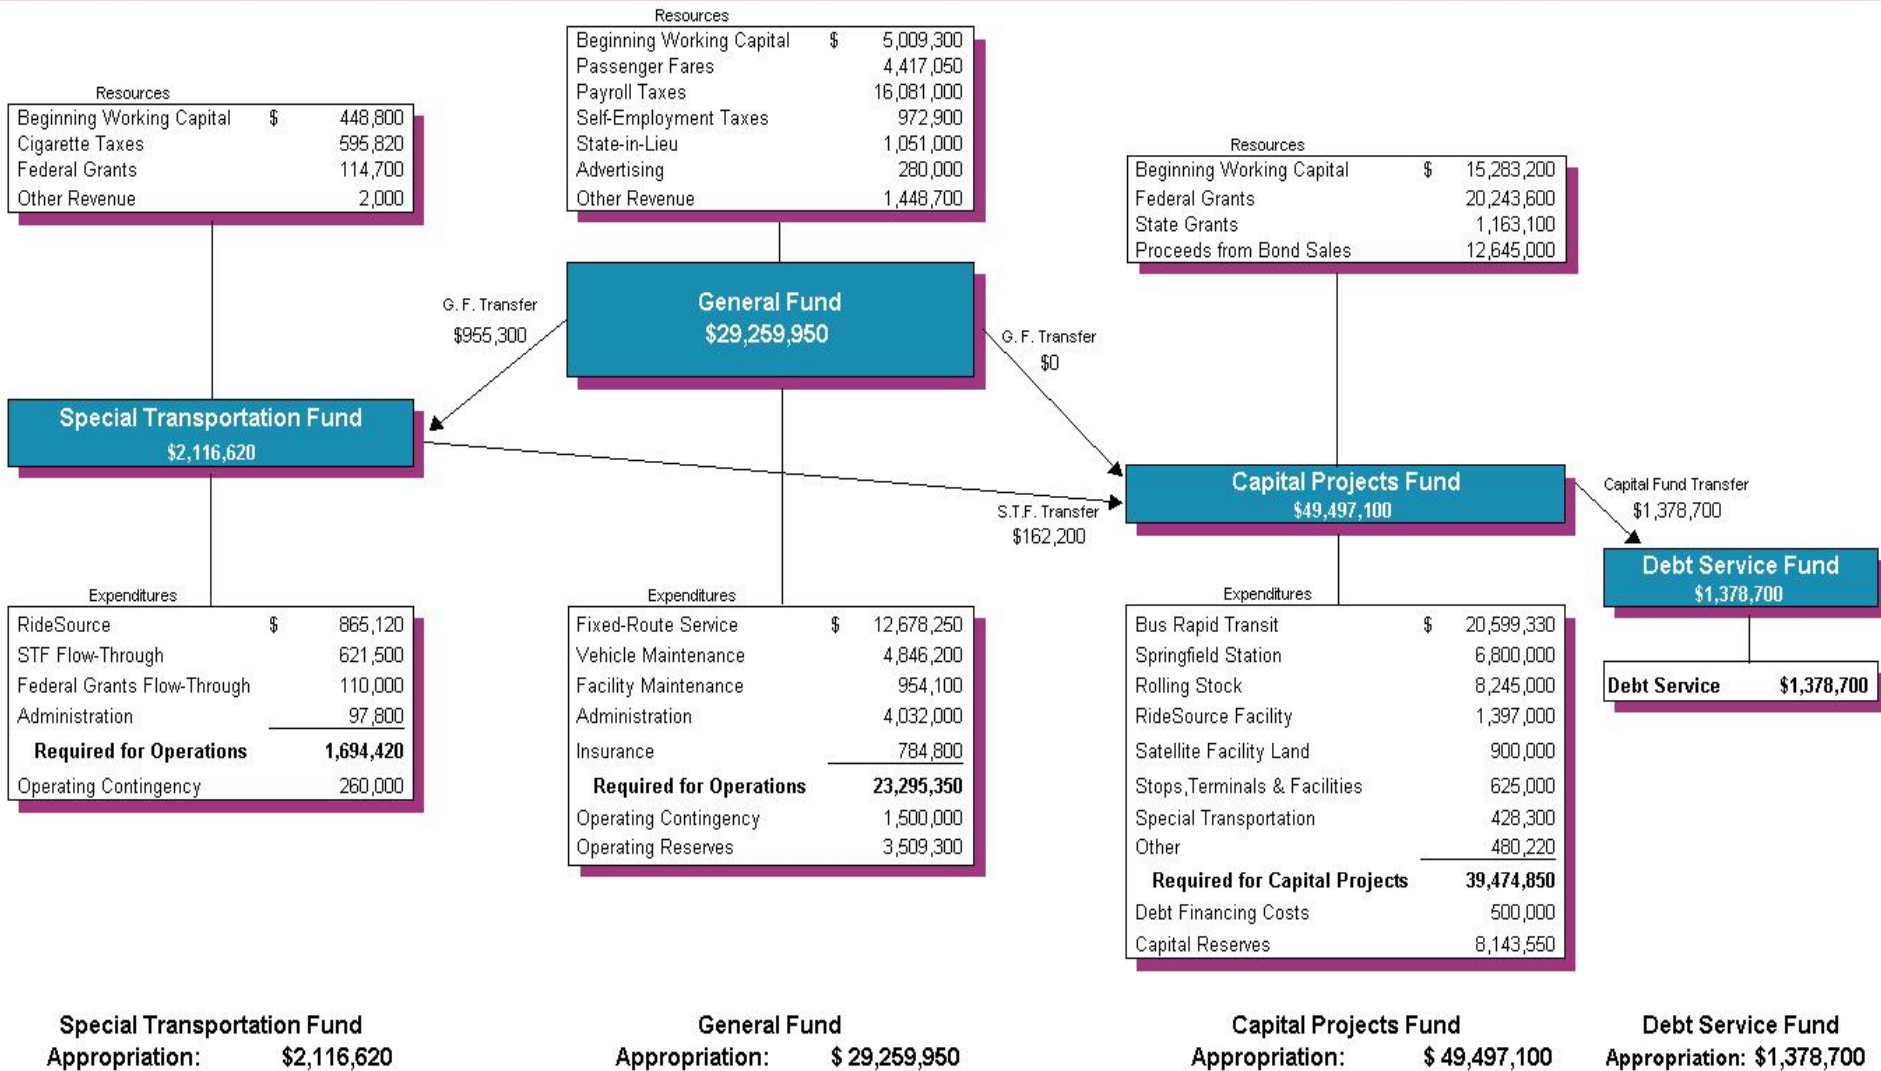 Resources
Beginning Working Capital $ 448,800
Cigarette Taxes 595,820
Federal Grants 114,700
Other Revenue 2,000
Resources
Beginning Working Capital $ 5,009,300
Passenger Fares 4,417,050
Payroll Taxes 16,081,000
Self-Employment Taxes 972,900
State-in-Lieu 1,051,000
Advertising 280,000
Other Revenue 1,448,700
Resources
Beginning Working Capital $ 15,283,200
Federal Grants 20,243,600
State Grants 1,163,100
Proceeds from Bond Sales 12,645,000
General Fund
$29,259,950
G. F. Transfer
$955,300
G. F. Transfer
$0
Special Transportation Fund
$2,116,620
S.T.F. Transfer
$162,200
Capital Projects Fund
$49,497,100
Capital Fund Transfer
$1,378,700
Debt Service Fund
$1,378,700
Debt Service $1,378,700
Expenditures
RideSource $ 865,120
STF Flow-Through 621,500
Federal Grants Flow-Through 110,000
Administration 97,800
Required for Operations 1,694,420
Operating Contingency 260,000
Expenditures
Fixed-Route Service $ 12,678,250
Vehicle Maintenance 4,846,200
Facility Maintenance 954,100
Administration 4,032,000
Insurance 784,800
Required for Operations 23,295,350
Operating Contingency 1,500,000
Operating Reserves 3,509,300
Expenditures
Bus Rapid Transit $ 20,599,330
Springfield Station 6,800,000
Rolling Stock 8,245,000
RideSource Facility 1,397,000
Satellite Facility Land 900,000
Stops,Terminals & Facilities 625,000
Special Transportation 428,300
Other 480,220
Required for Capital Projects 39,474,850
Debt Financing Costs 500,000
Capital Reserves 8,143,550
Special Transportation Fund
Appropriation: $2,116,620
General Fund
Appropriation: $ 29,259,950
Capital Projects Fund
Appropriation: $ 49,497,100
Debt Service Fund
Appropriation: $1,378,700